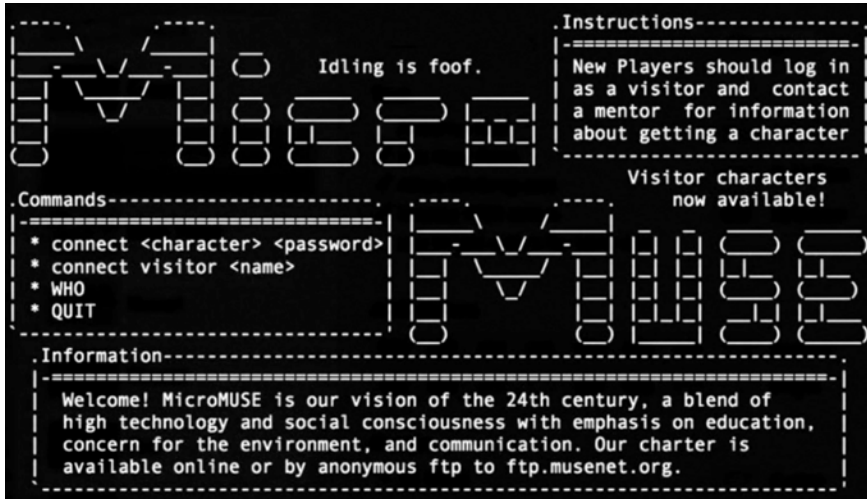 Micro
Idling is foof.
Instructions
New Players should log in
as a visitor and contact
a mentor for information
about getting a character
Visitor characters
now available!
Commands
* connect <character> <password>
* connect visitor <name>
* WHO
* QUIT
MUSE
Information
Welcome! MicroMUSE is our vision of the 24th century, a blend of
high technology and social consciousness with emphasis on education,
concern for the environment, and communication. Our charter is
available online or by anonymous ftp to ftp.musenet.org.